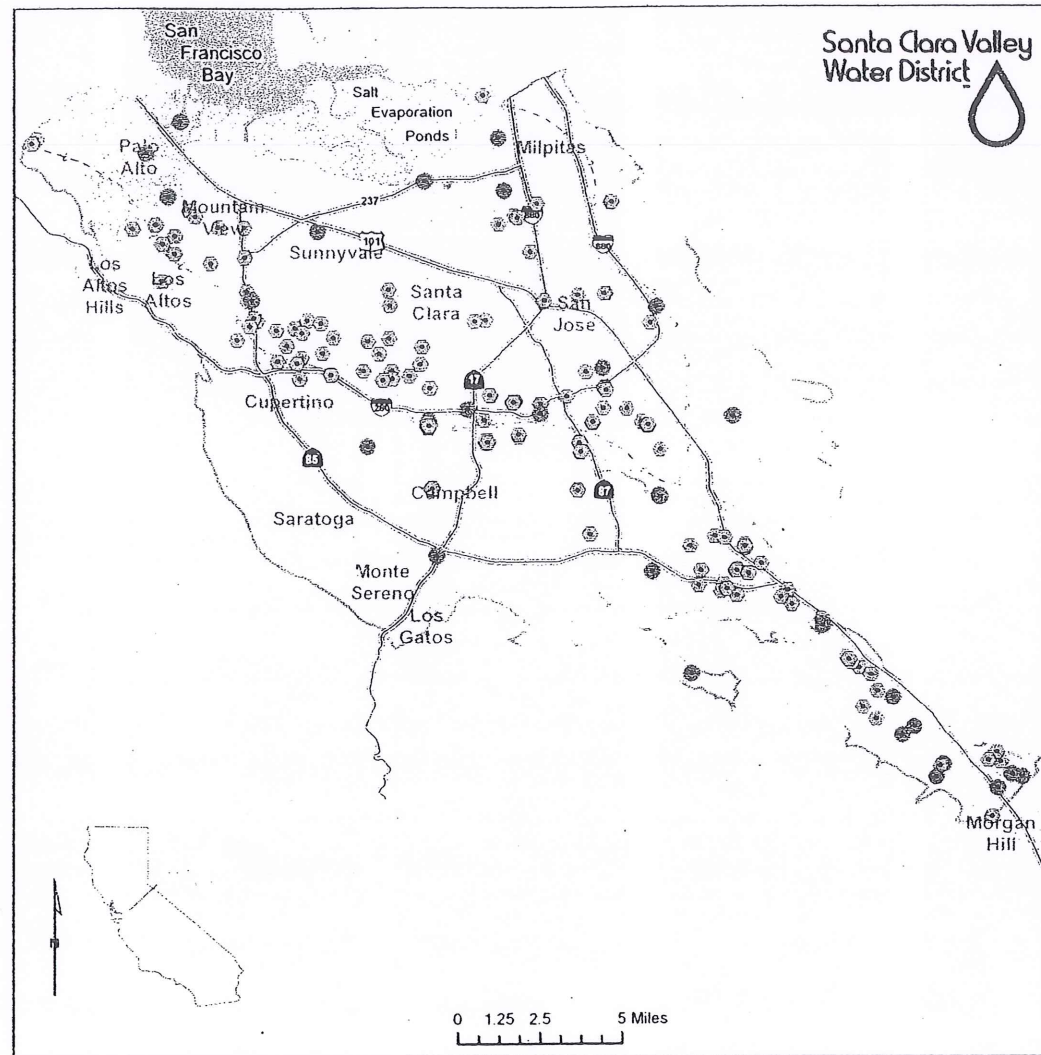 San
Francisco
Bay
Santa Clara Valley
Water District
Salt
Evaporation
Ponds
Palo
Alto
Milpitas
237
Mountain
View
880
101
Sunnyvale
680
Los
Altos
Hills
Los
Altos
Santa
Clara
San
Jose
17
Cupertino
280
85
Campbell
87
Saratoga
Monte
Sereno
Los
Gatos
Morgan
Hill
0 1.25 2.5 5 Miles